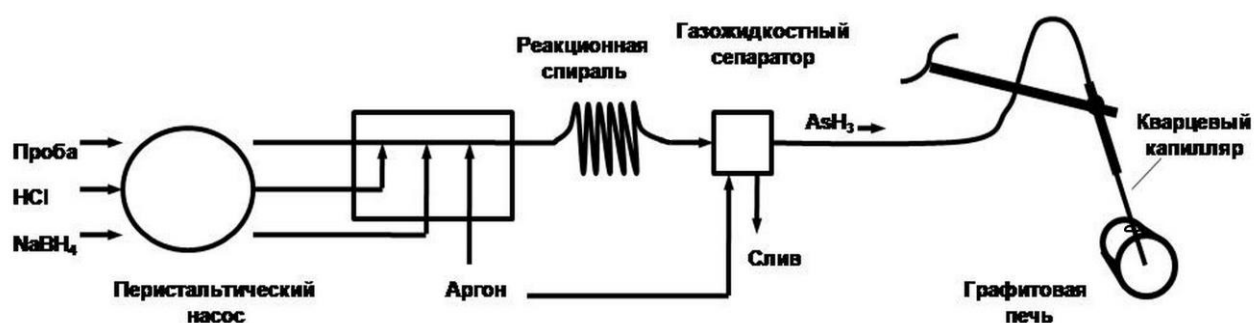 Реакционная
спираль
Газожидкостный
сепаратор
Проба
HCl
NaBH4
AsH3
Кварцевый
капилляр
Перистальтический
насос
Аргон
Слив
Графитовая
печь